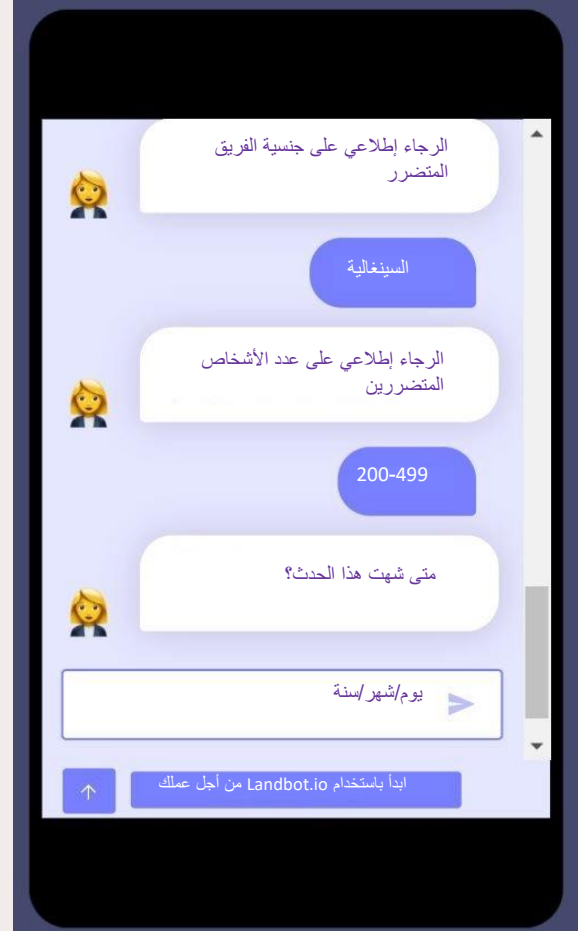 الرجاء إطلاعي على جنسية الفريق
المتضرر
السينغالية
الرجاء إطلاعي على عدد الأشخاص
المتضررين
200-499
متى شهت هذا الحدث؟
يوم/شهر/سنة
ابدأ باستخدام Landbot.io من أجل عملك